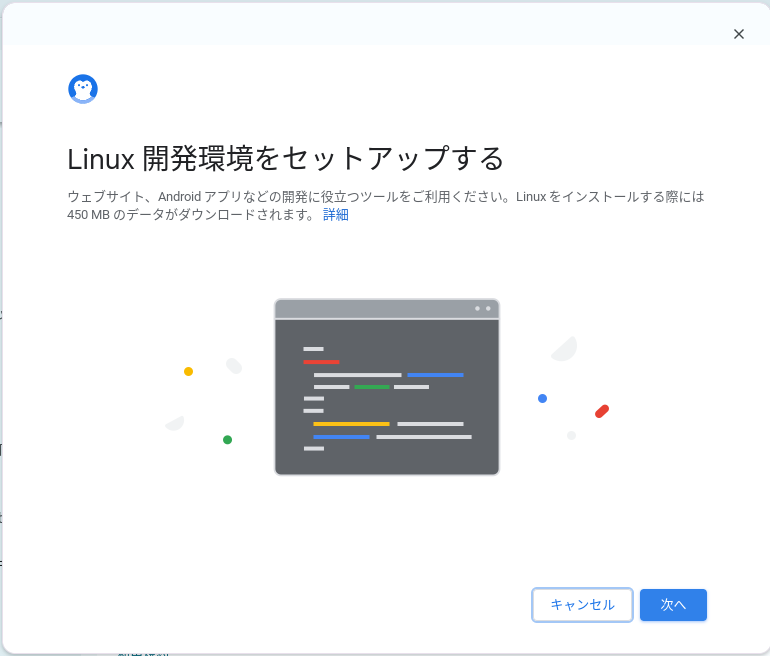 Linux 開発環境をセットアップする
ウェブサイト、Android アプリなどの開発に役立つツールをご利用ください。Linux をインストールする際には
450 MB のデータがダウンロードされます。 詳細
キャンセル
次へ